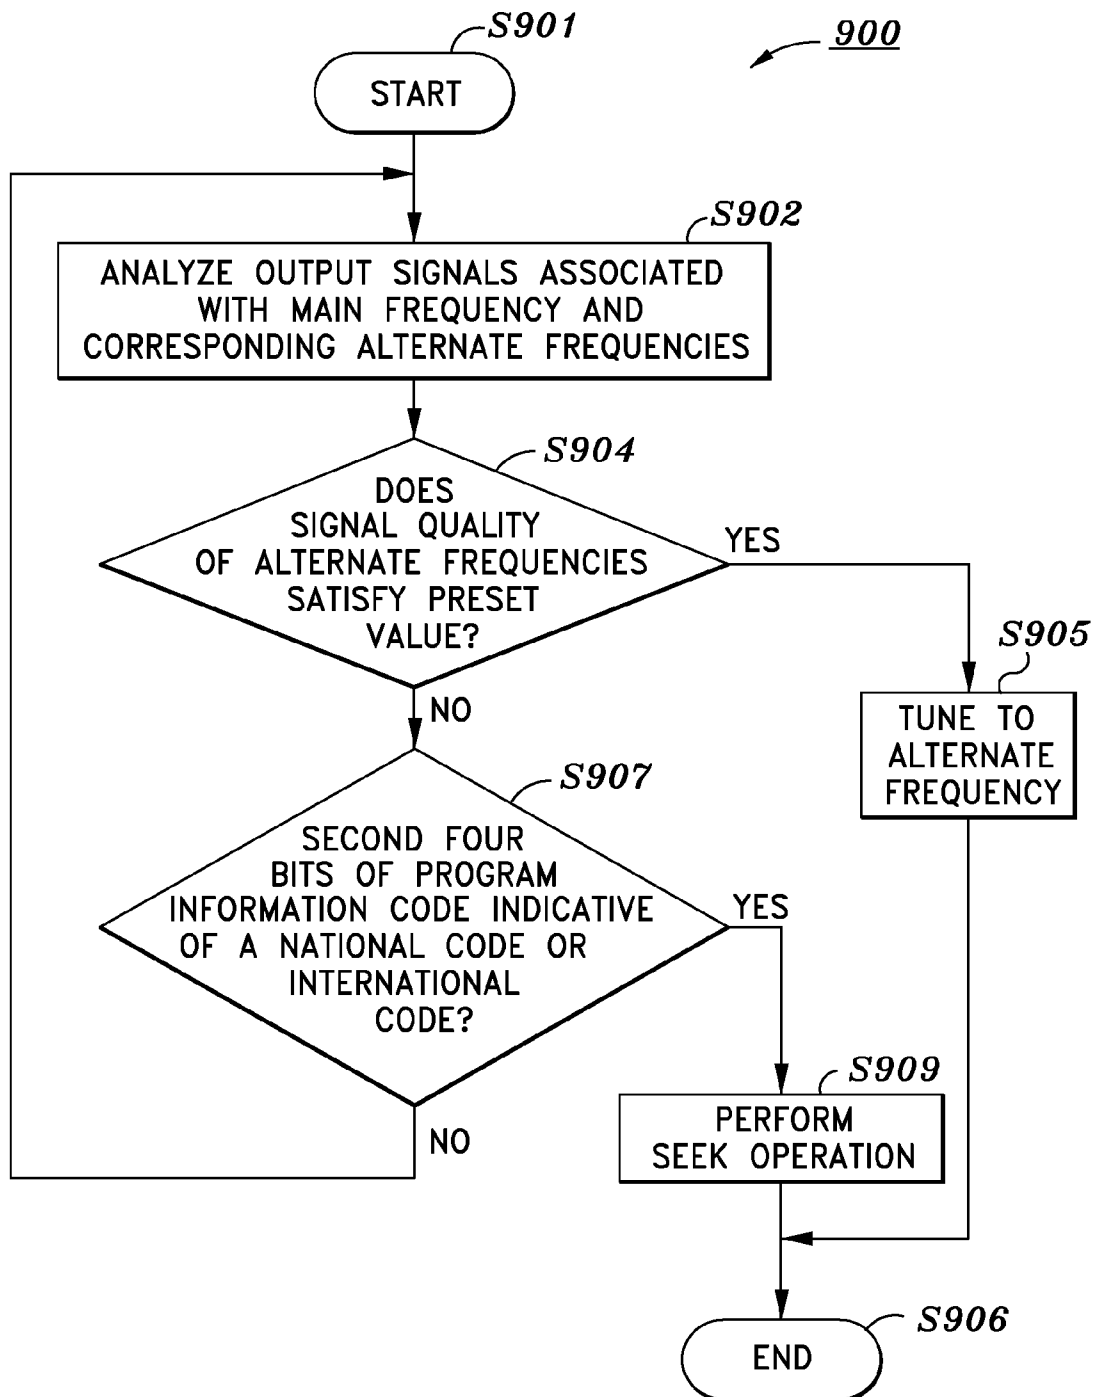 S901
900
START
S902
ANALYZE OUTPUT SIGNALS ASSOCIATED
WITH MAIN FREQUENCY AND
CORRESPONDING ALTERNATE FREQUENCIES
S904
DOES
SIGNAL QUALITY
OF ALTERNATE FREQUENCIES
SATISFY PRESET
VALUE?
YES
S905
TUNE TO
ALTERNATE
FREQUENCY
NO
S907
SECOND FOUR
BITS OF PROGRAM
INFORMATION CODE INDICATIVE
OF A NATIONAL CODE OR
INTERNATIONAL
CODE?
YES
NO
S909
PERFORM
SEEK OPERATION
S906
END